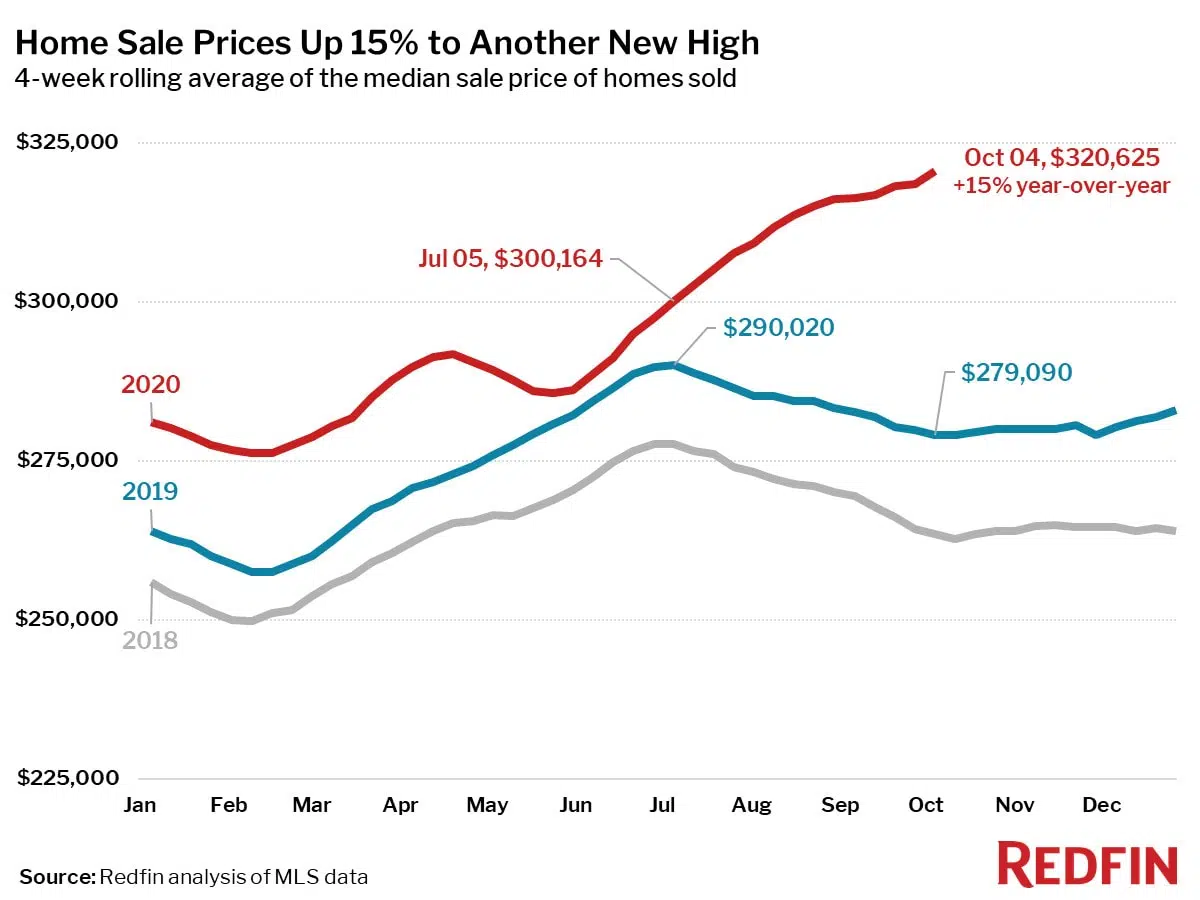 Home Sale Prices Up 15% to Another New High
4-week rolling average of the median sale price of homes sold
$325,000
Oct 04, $320,625
+15% year-over-year
Jul 05, $300,164
$300,000
$290,020
$279,090
2020
$275,000
2019
$250,000
2018
$225,000
Jan Feb Mar Apr May Jun Jul Aug Sep Oct Nov Dec
Source: Redfin analysis of MLS data
REDFIN